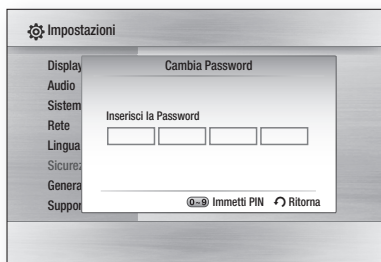 Impostazioni
Display
Audio
Sistem
Rete
Lingua
Sicurez
Genera
Suppor
Cambia Password
Inserisci la Password
0~9 Immetti PIN Ritorna